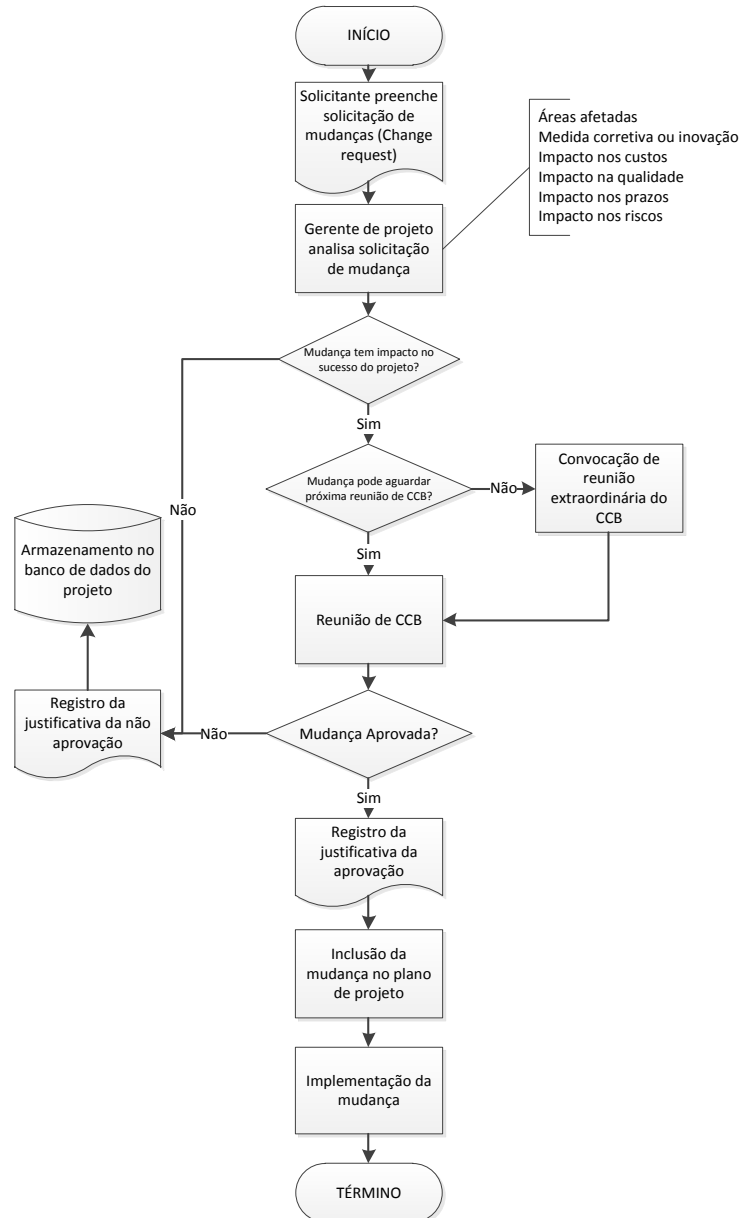 INÍCIO
Solicitante preenche
solicitação de
mudanças (Change
request)
Áreas afetadas
Medida corretiva ou inovação
Impacto nos custos
Impacto na qualidade
Impacto nos prazos
Impacto nos riscos
Gerente de projeto
analisa solicitação
de mudança
Mudança tem impacto no
sucesso do projeto?
Sim
Não
Mudança pode aguardar
próxima reunião de CCB?
Não
Convocação de
reunião
extraordinária do
CCB
Sim
Armazenamento no
banco de dados do
projeto
Reunião de CCB
Registro da
justificativa da não
aprovação
Não
Mudança Aprovada?
Sim
Registro da
justificativa da
aprovação
Inclusão da
mudança no plano
de projeto
Implementação da
mudança
TÉRMINO